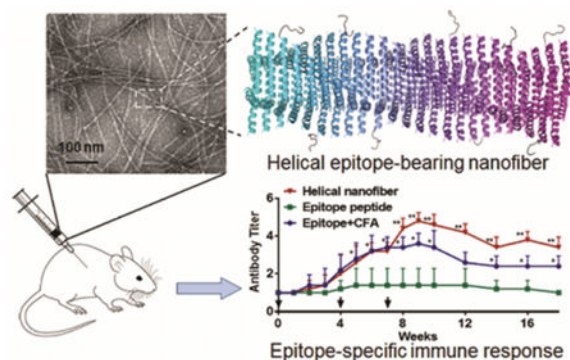 100 nm
Helical epitope-bearing nanofiber
Helical nanofiber
Epitope peptide
Epitope+CFA
Antibody Titer
6
4
2
0
** ** ** ** ** ** **
* * * * * * * * *
0 4 8 12 16
Weeks
Epitope-specific immune response